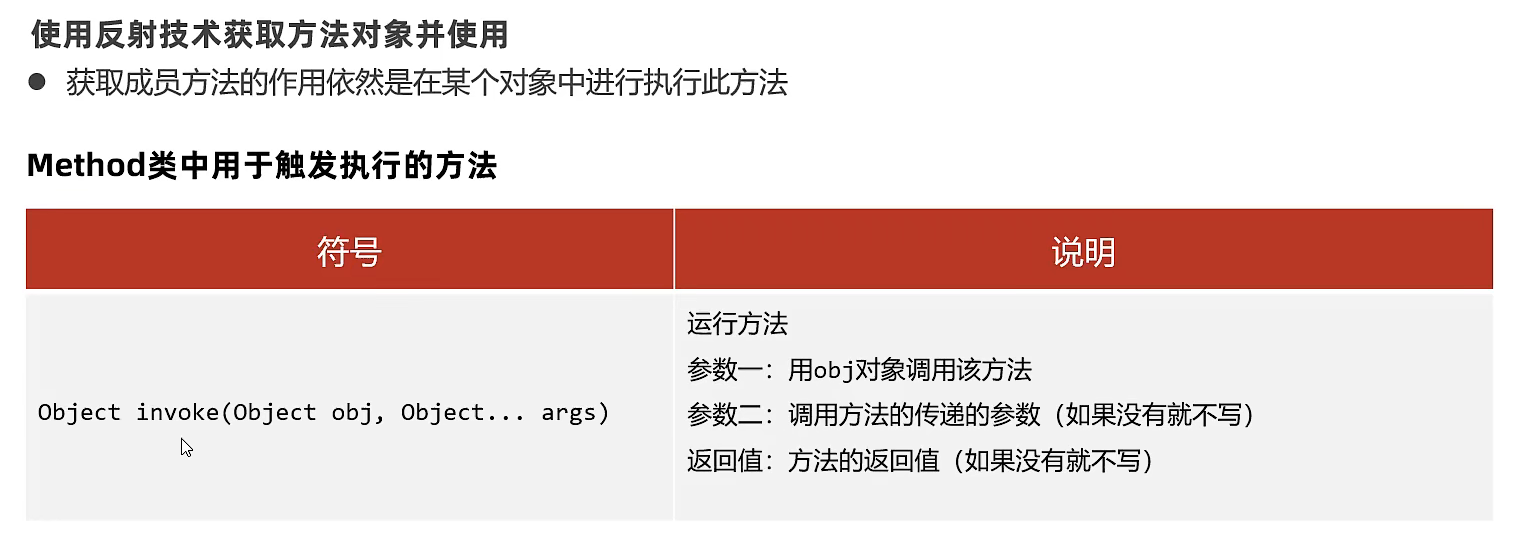 使用反射技术获取方法对象并使用
● 获取成员方法的作用依然是在某个对象中进行执行此方法
Method类中用于触发执行的方法
符号
说明
Object invoke(Object obj, Object... args)
运行方法
参数一：用obj对象调用该方法
参数二：调用方法的传递的参数（如果没有就不写）
返回值：方法的返回值（如果没有就不写）